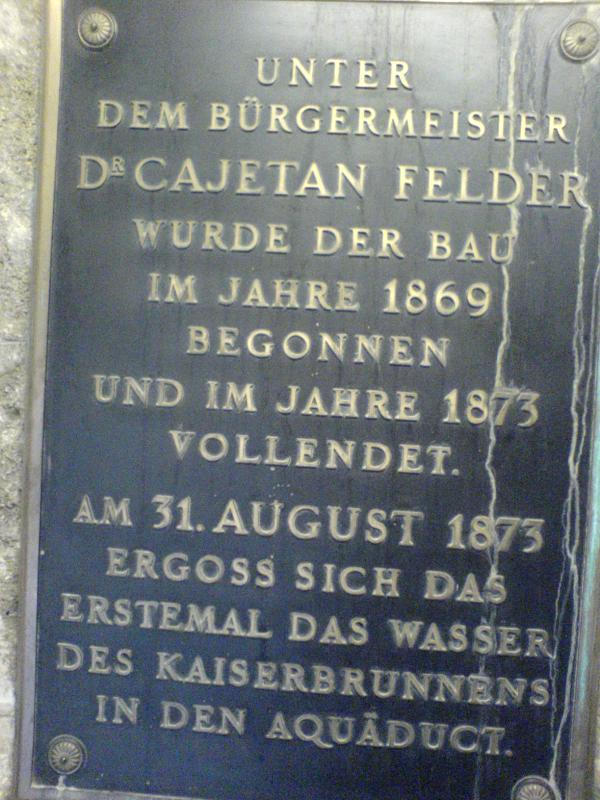 UNTER
DEM BÜRGERMEISTER
DR CAJETAN FELDER
WURDE DER BAU
IM JAHRE 1869
BEGONNEN
UND IM JAHRE 1873
VOLLENDET.
AM 31. AUGUST 1873
ERGOSS SICH DAS
ERSTEMAL DAS WASSER
DES KAISERBRUNNENS
IN DEN AQUÄDUCT.